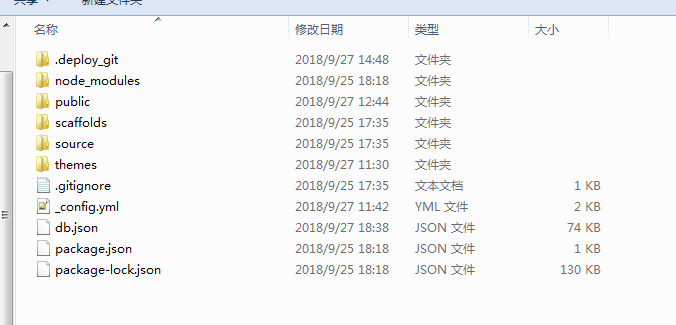 共享 新建文件夹
名称 修改日期 类型 大小
.deploy_git 2018/9/27 14:48 文件夹
node_modules 2018/9/25 18:18 文件夹
public 2018/9/27 12:44 文件夹
scaffolds 2018/9/25 17:35 文件夹
source 2018/9/25 17:35 文件夹
themes 2018/9/27 11:30 文件夹
.gitignore 2018/9/25 17:35 文本文档 1 KB
_config.yml 2018/9/27 11:42 YML 文件 2 KB
db.json 2018/9/27 18:38 JSON 文件 74 KB
package.json 2018/9/25 18:18 JSON 文件 1 KB
package-lock.json 2018/9/25 18:18 JSON 文件 130 KB